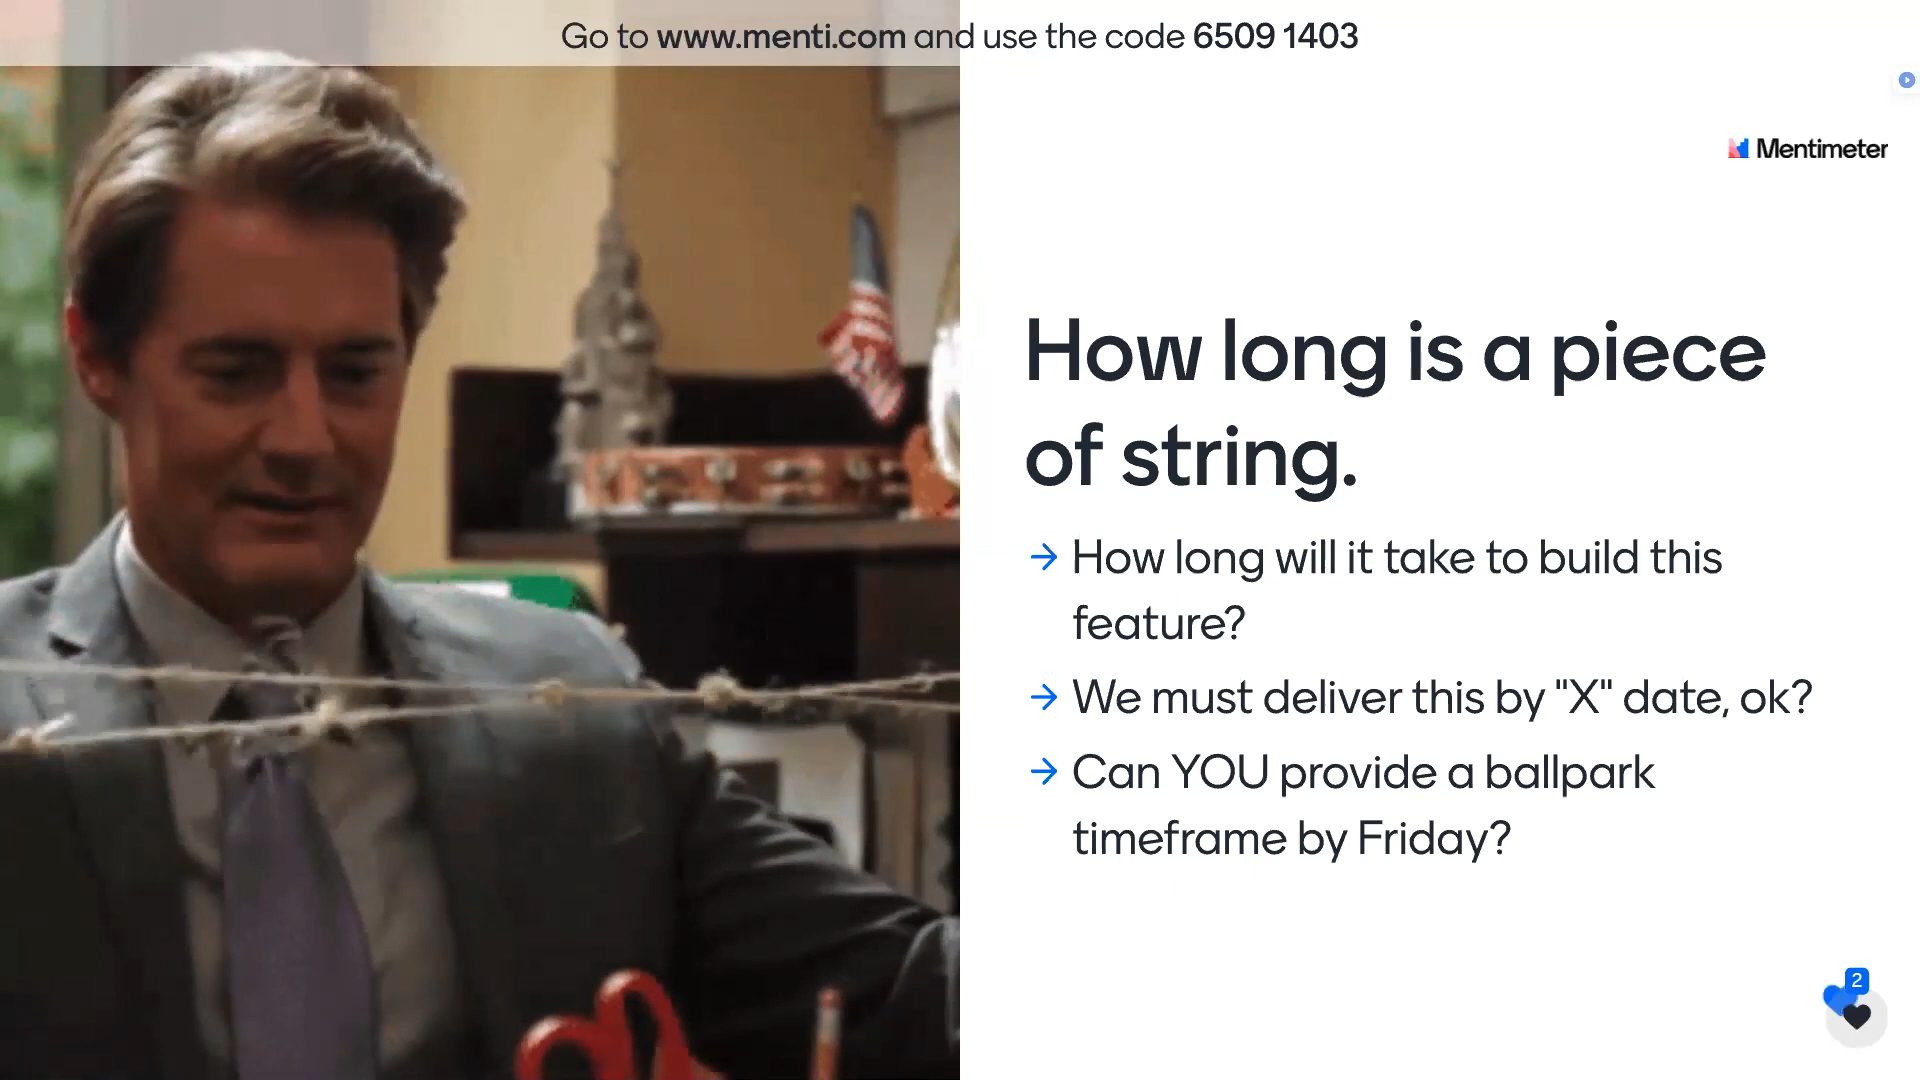 Go to www.menti.com and use the code 6509 1403
Mentimeter
How long is a piece
of string.
→ How long will it take to build this
feature?
→ We must deliver this by "X" date, ok?
→ Can YOU provide a ballpark
timeframe by Friday?
2